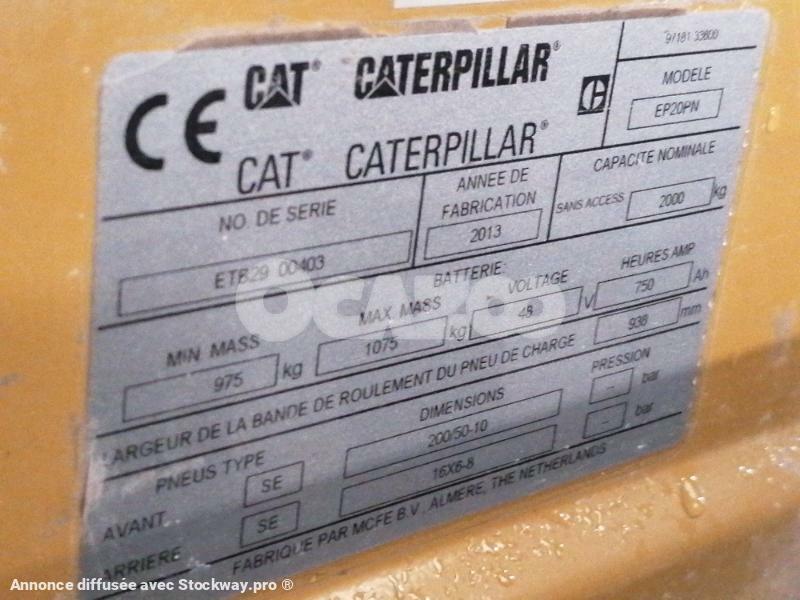 CE CAT® CATERPILLAR®
CAT® CATERPILLAR®
97181 33800
MODELE
EP20PN
NO. DE SERIE
ETB29 00403
ANNEE DE
FABRICATION
2013
CAPACITE NOMINALE
SANS ACCESS 2000 kg
BATTERIE:
MIN. MASS 975 kg
MAX. MASS 1075 kg
VOLTAGE 48 V
HEURES AMP 750 Ah
LARGEUR DE LA BANDE DE ROULEMENT DU PNEU DE CHARGE 938 mm
PNEUS TYPE DIMENSIONS PRESSION
AVANT SE 200/50-10 -- bar
ARRIERE SE 16X6-8 -- bar
FABRIQUE PAR MCFE B.V., ALMERE, THE NETHERLANDS
OCAZOO
Annonce diffusée avec Stockway.pro ®